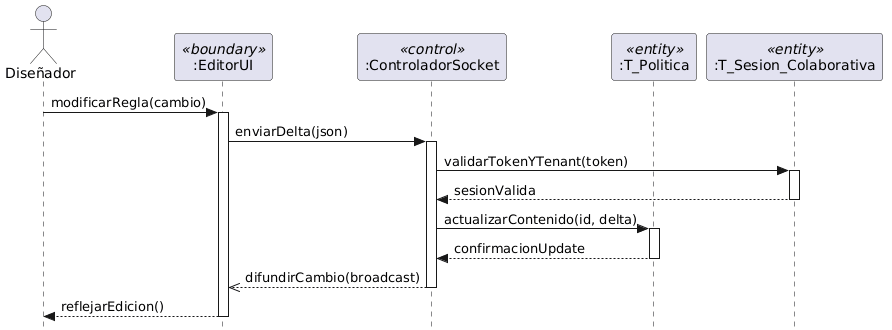 Diseñador
«boundary»
:EditorUI
«control»
:ControladorSocket
«entity»
:T_Politica
«entity»
:T_Sesion_Colaborativa
modificarRegla(cambio)
enviarDelta(json)
validarTokenYTenant(token)
sesionValida
actualizarContenido(id, delta)
confirmacionUpdate
difundirCambio(broadcast)
reflejarEdicion()